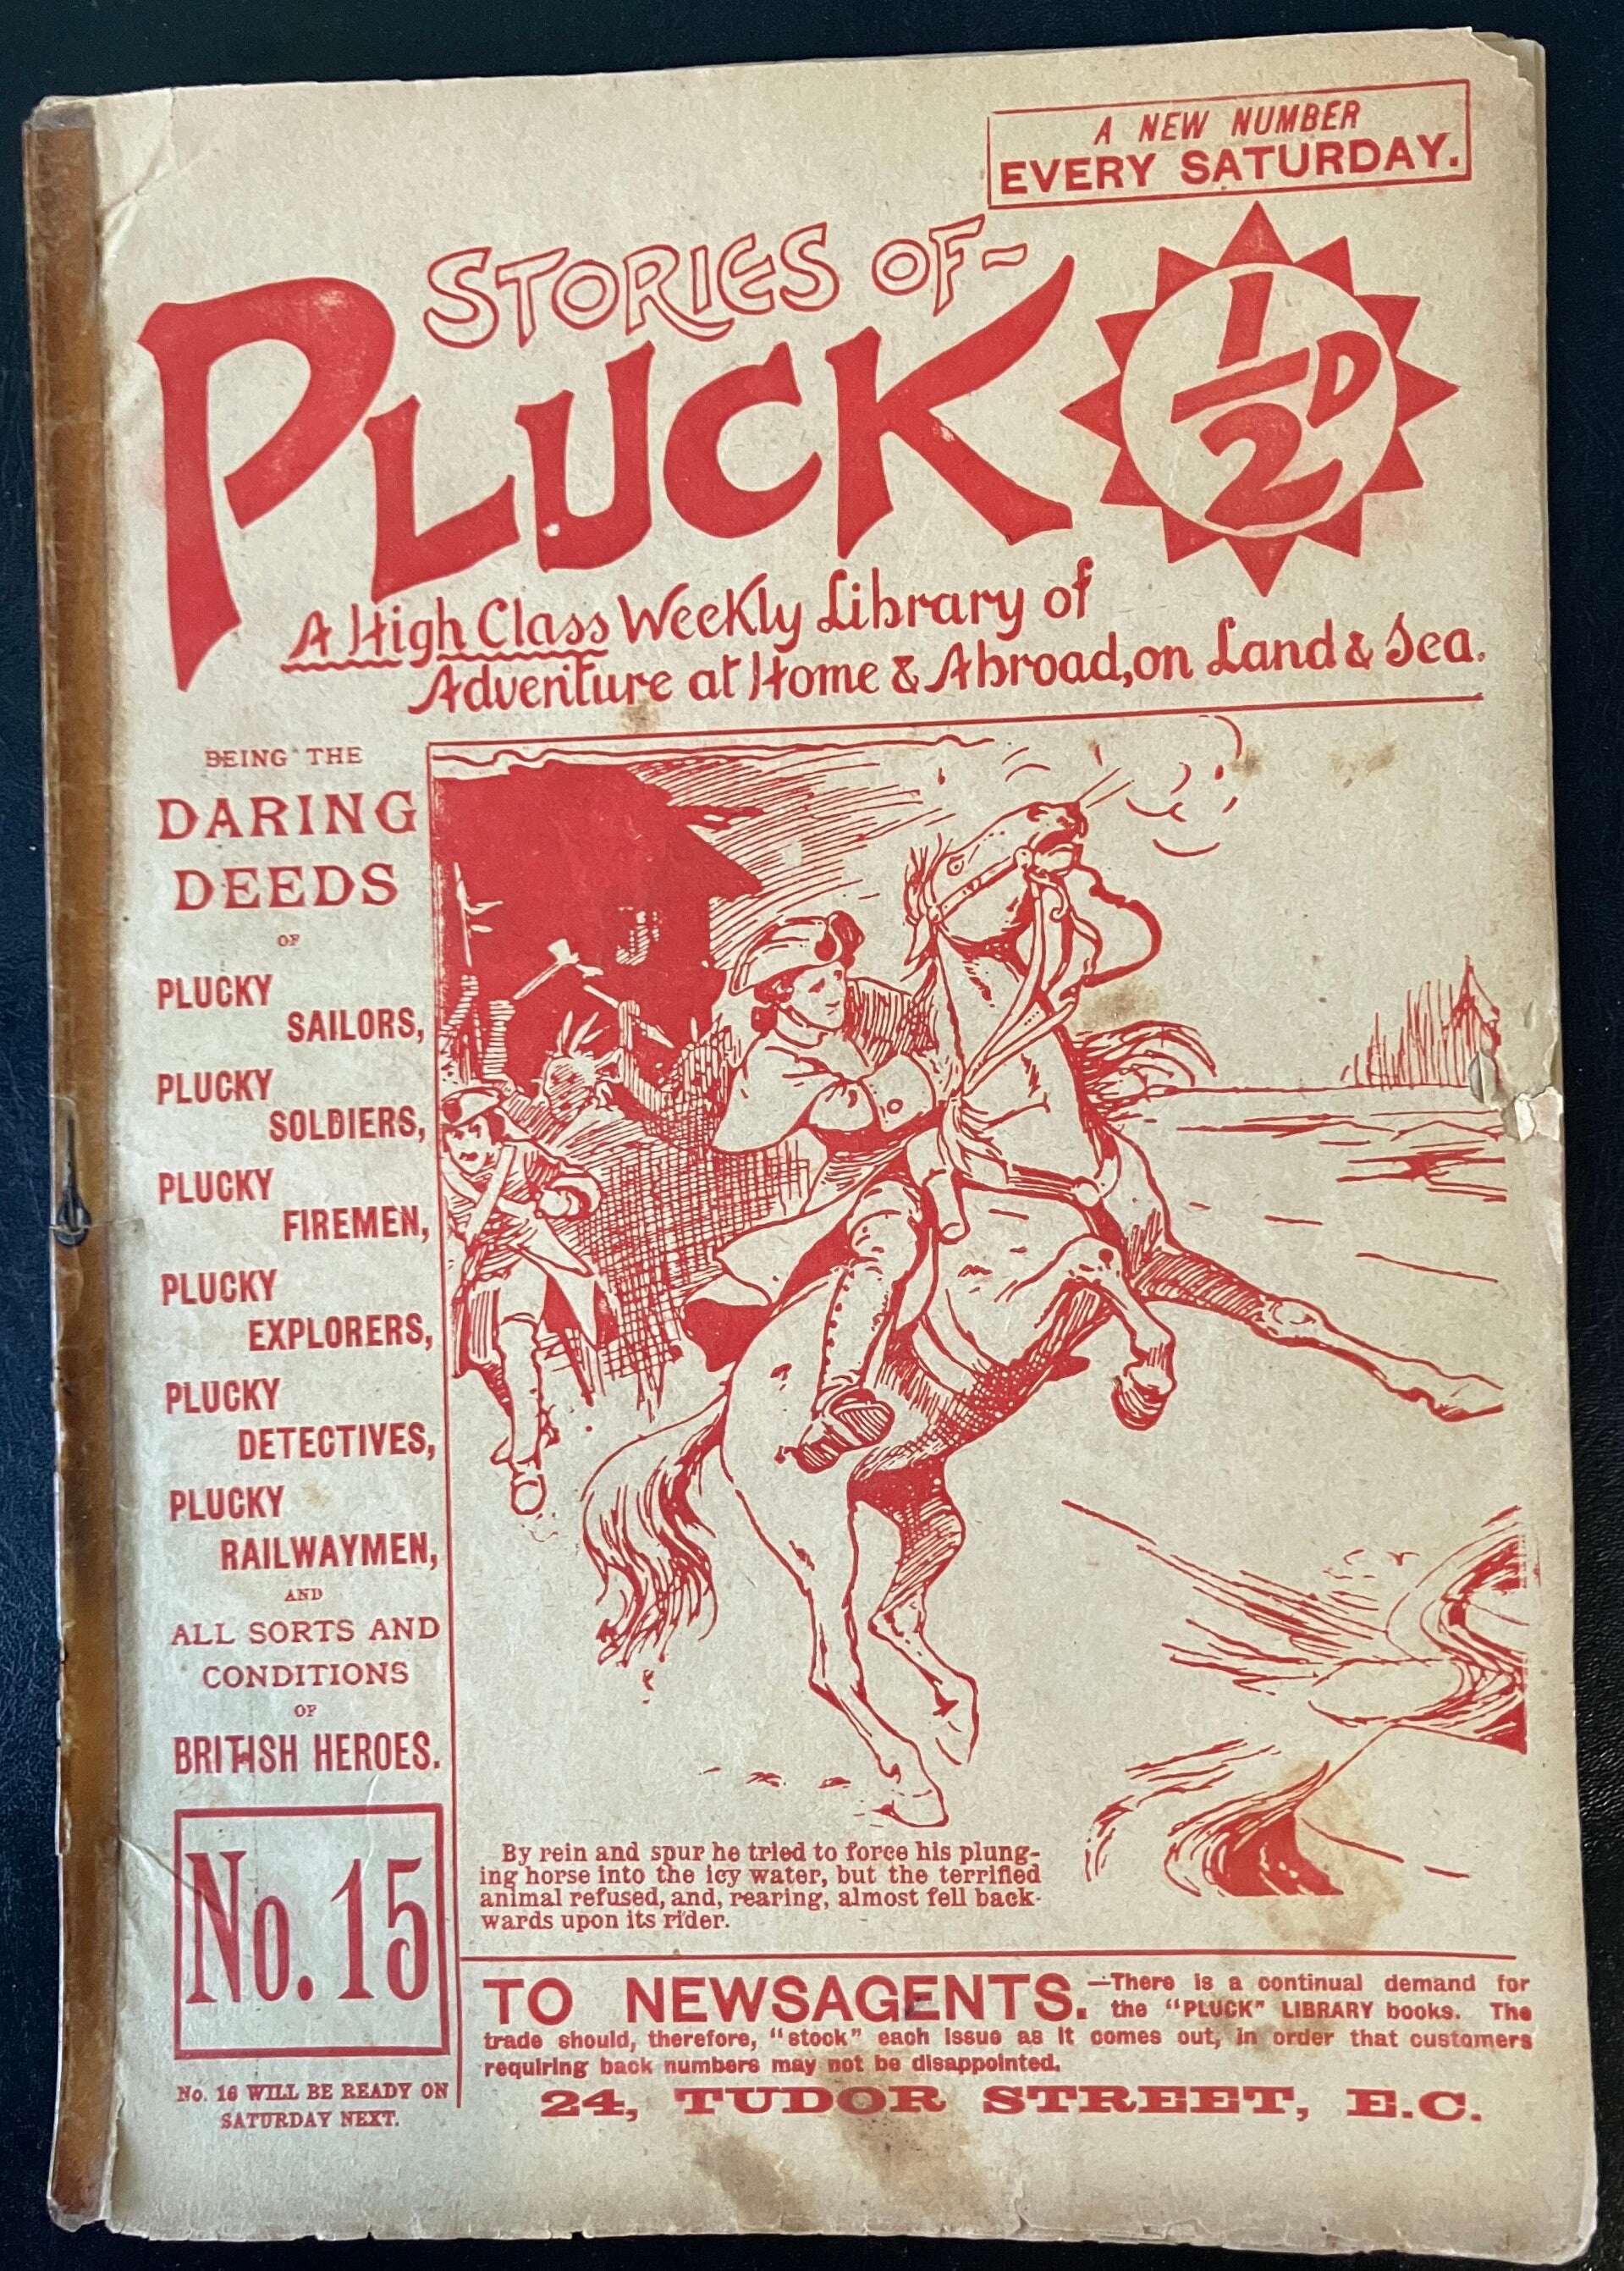 A NEW NUMBER
EVERY SATURDAY.
STORIES OF-
PLUCK
1/2D
A High Class Weekly Library of
Adventure at Home & Abroad, on Land & Sea.
BEING THE
DARING
DEEDS
OF
PLUCKY
SAILORS,
PLUCKY
SOLDIERS,
PLUCKY
FIREMEN,
PLUCKY
EXPLORERS,
PLUCKY
DETECTIVES,
PLUCKY
RAILWAYMEN,
AND
ALL SORTS AND
CONDITIONS
OF
BRITISH HEROES.
No. 15
No. 16 WILL BE READY ON
SATURDAY NEXT.
By rein and spur he tried to force his plung-
ing horse into the icy water, but the terrified
animal refused, and, rearing, almost fell back-
wards upon its rider.
TO NEWSAGENTS.—There is a continual demand for
the "PLUCK" LIBRARY books. The
trade should, therefore, "stock" each issue as it comes out, in order that customers
requiring back numbers may not be disappointed.
24, TUDOR STREET, E.C.